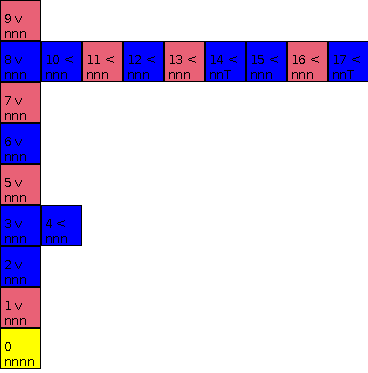 9 v
nnn
8 v
nnn
10 <
nnn
11 <
nnn
12 <
nnn
13 <
nnn
14 <
nnT
15 <
nnn
16 <
nnn
17 <
nnT
7 v
nnn
6 v
nnn
5 v
nnn
3 v
nnn
4 <
nnn
2 v
nnn
1 v
nnn
0
nnnn